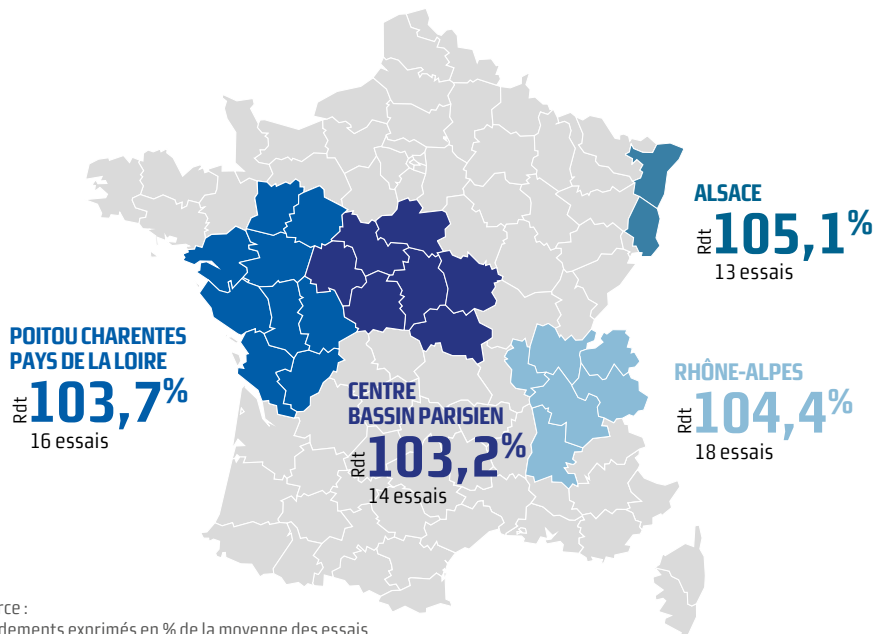 ALSACE
Rdt 105,1%
13 essais
POITOU CHARENTES
PAYS DE LA LOIRE
Rdt 103,7%
16 essais
CENTRE
BASSIN PARISIEN
Rdt 103,2%
14 essais
RHÔNE-ALPES
Rdt 104,4%
18 essais
rce :
dements exprimés en % de la moyenne des essais